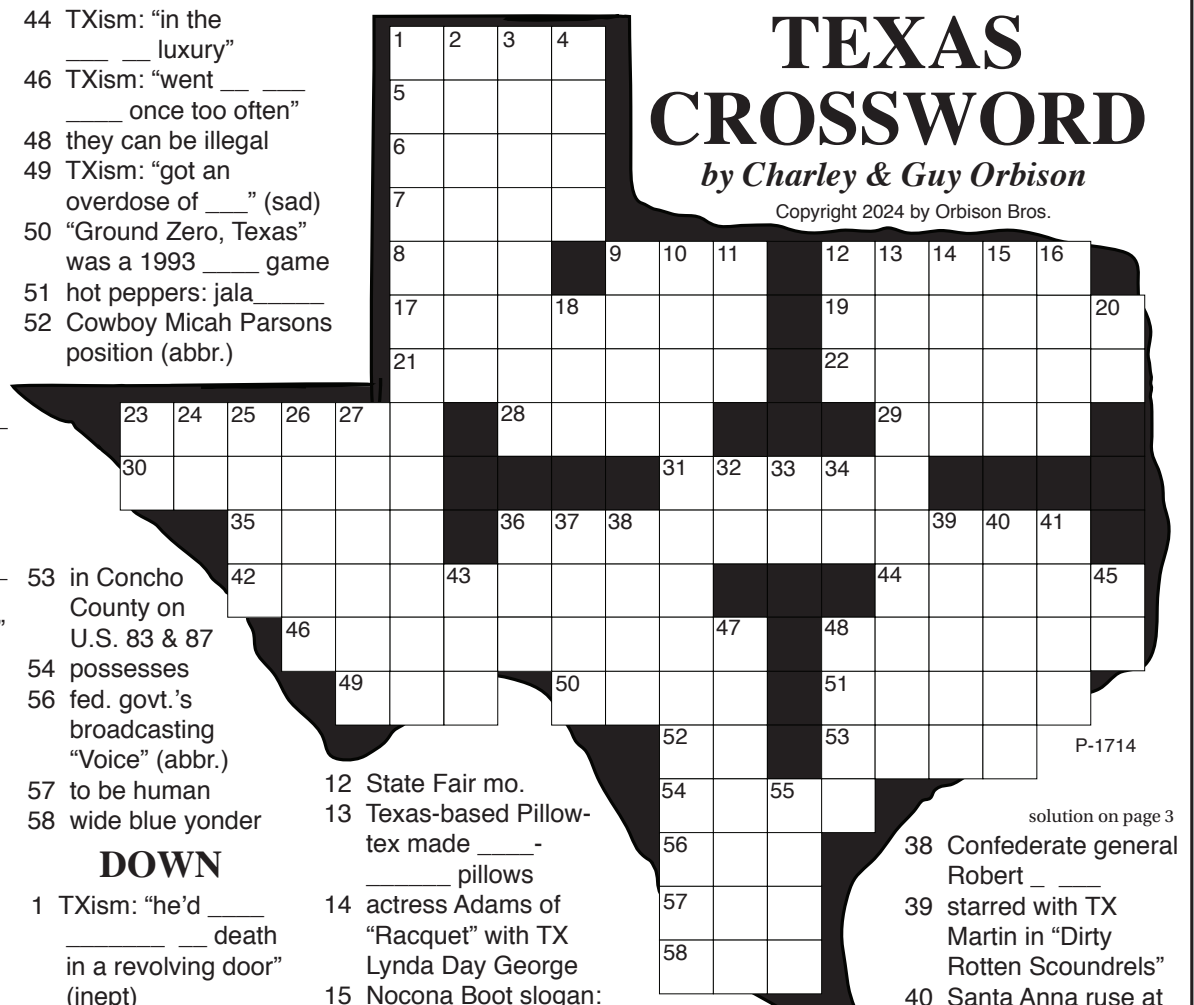 44 TXism: “in the
___ __ luxury”
46 TXism: “went __ ___
____ once too often”
48 they can be illegal
49 TXism: “got an
overdose of ___” (sad)
50 “Ground Zero, Texas”
was a 1993 ____ game
51 hot peppers: jala_____
52 Cowboy Micah Parsons
position (abbr.)
”
53 in Concho
County on
U.S. 83 & 87
54 possesses
56 fed. govt.'s
broadcasting
“Voice” (abbr.)
57 to be human
58 wide blue yonder
DOWN
1 TXism: “he'd ____
_______ __ death
in a revolving door”
(inept)
TEXAS
CROSSWORD
by Charley & Guy Orbison
Copyright 2024 by Orbison Bros.
1 2 3 4
5
6
7
8 9 10 11 12 13 14 15 16
17 18 19 20
21 22
23 24 25 26 27 28 29
30 31 32 33 34
35 36 37 38 39 40 41
42 43 44 45
46 47 48
49 50 51
52 53
54 55
56
57
58
P-1714
solution on page 3
12 State Fair mo.
13 Texas-based Pillow-
tex made ____-
______ pillows
14 actress Adams of
“Racquet” with TX
Lynda Day George
15 Nocona Boot slogan:
38 Confederate general
Robert _ ___
39 starred with TX
Martin in “Dirty
Rotten Scoundrels”
40 Santa Anna ruse at